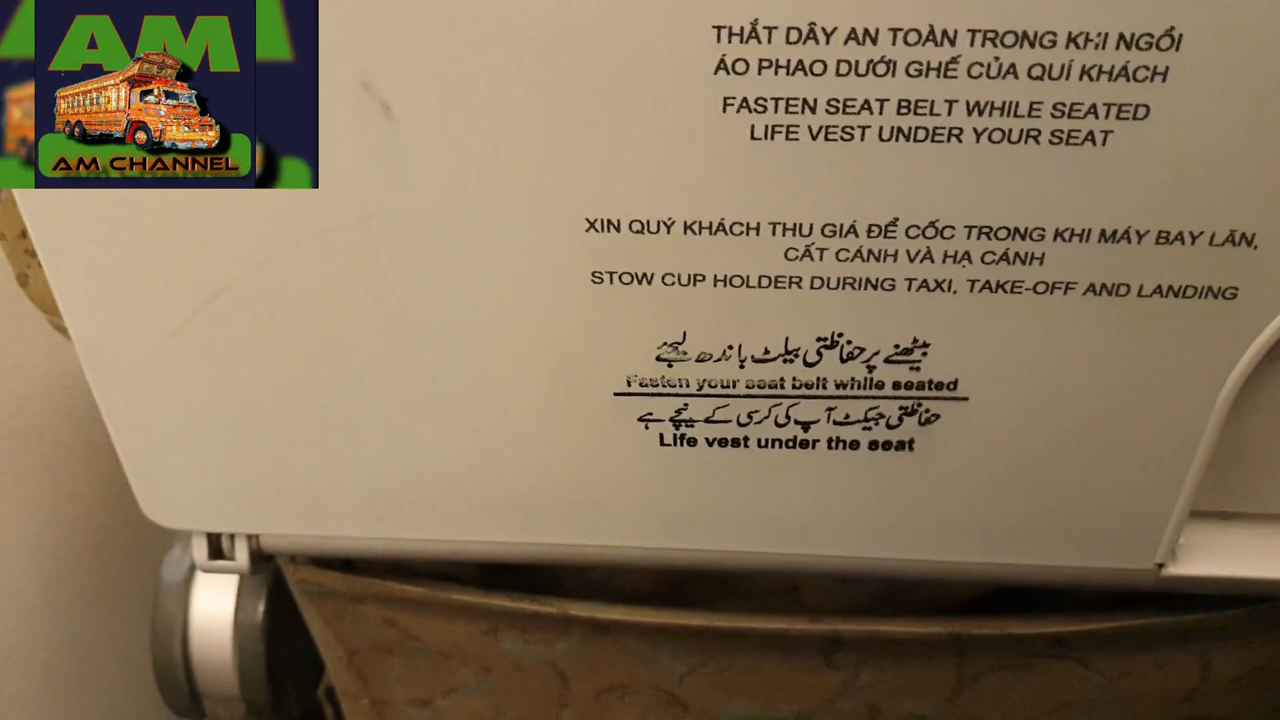 AM
AM CHANNEL
THẮT DÂY AN TOÀN TRONG KHI NGỒI
ÁO PHAO DƯỚI GHẾ CỦA QUÍ KHÁCH
FASTEN SEAT BELT WHILE SEATED
LIFE VEST UNDER YOUR SEAT
XIN QUÝ KHÁCH THU GIÁ ĐỂ CỐC TRONG KHI MÁY BAY LĂN,
CẤT CÁNH VÀ HẠ CÁNH
STOW CUP HOLDER DURING TAXI, TAKE-OFF AND LANDING
بیٹھنے پر حفاظتی بیلٹ باندھ لیجئے
Fasten your seat belt while seated
حفاظتی جیکٹ آپ کی کرسی کے نیچے ہے
Life vest under the seat